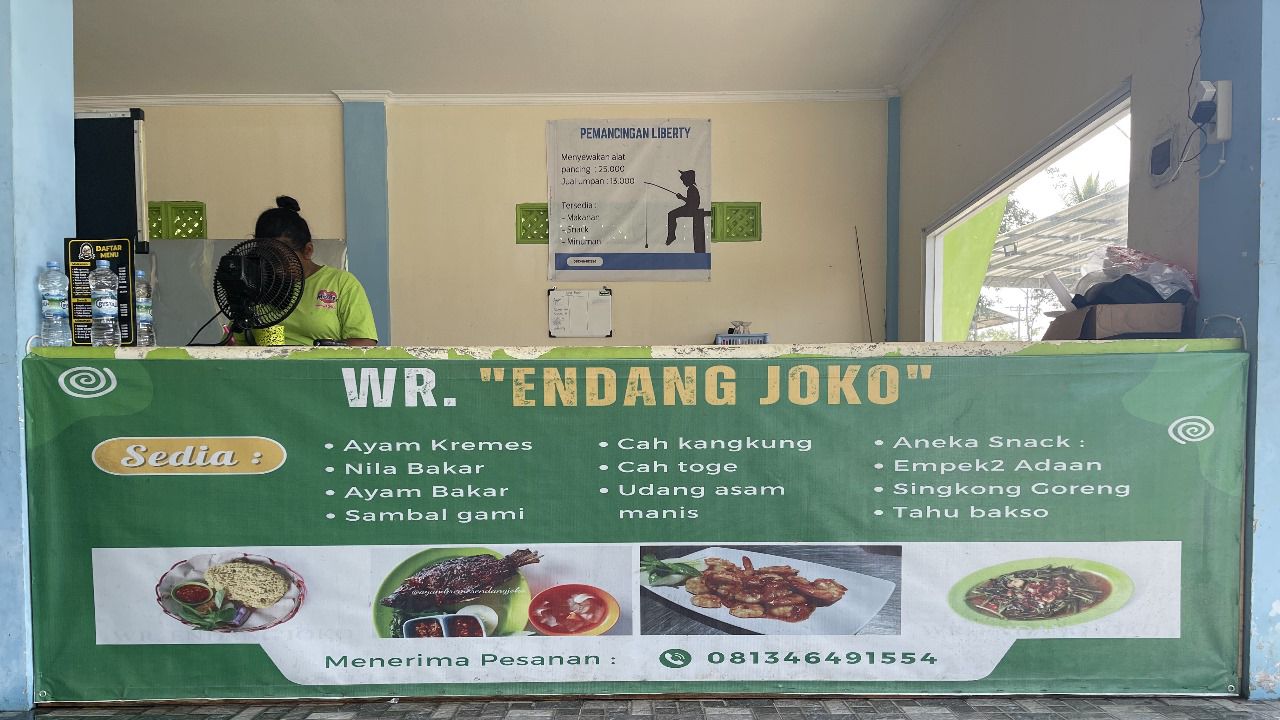 PEMANCINGAN LIBERTY
Menyewakan alat
pancing : 25.000
Jual umpan : 13.000
Tersedia :
- Makanan
- Snack
- Minuman
DAFTAR
MENU
WR. "ENDANG JOKO"
Sedia :
• Ayam Kremes
• Nila Bakar
• Ayam Bakar
• Sambal gami
• Cah kangkung
• Cah toge
• Udang asam
manis
• Aneka Snack :
• Empek2 Adaan
• Singkong Goreng
• Tahu bakso
@ayamkremesendangjoko
Menerima Pesanan : 081346491554